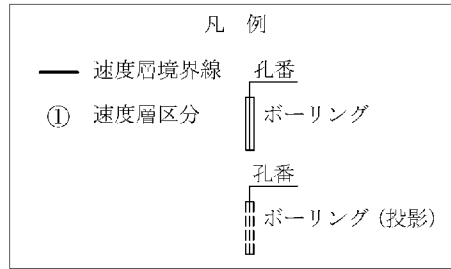 凡 例
速度層境界線
孔番
① 速度層区分
ボーリング
孔番
ボーリング (投影)